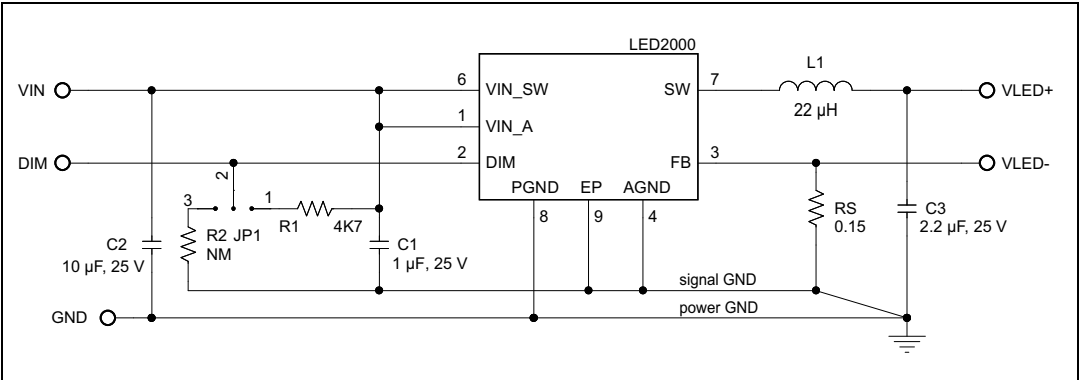 LED2000
L1
VIN
6
VIN_SW
SW
7
VLED+
22 µH
1
VIN_A
DIM
2
DIM
FB
3
VLED-
2
PGND
EP
AGND
3
1
8
9
4
RS
0.15
C3
2.2 µF, 25 V
R1
4K7
R2
JP1
NM
C2
10 µF, 25 V
C1
1 µF, 25 V
signal GND
power GND
GND